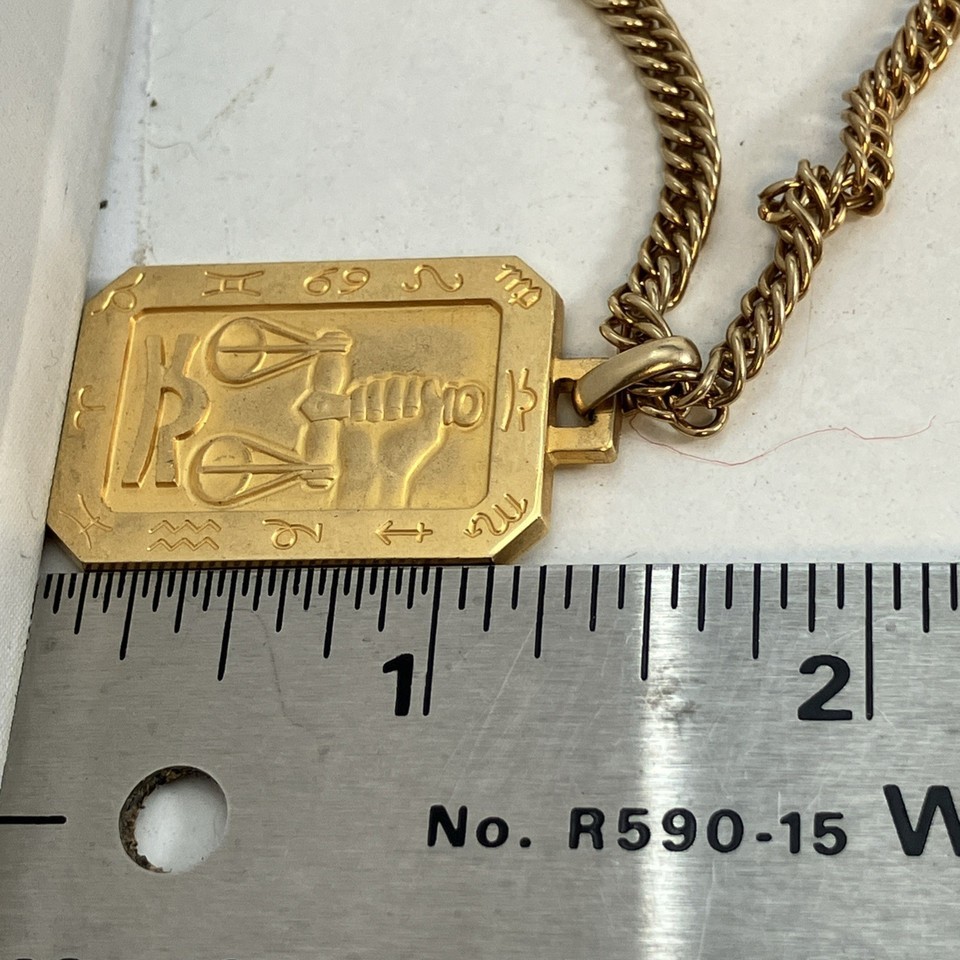 ♉ ♊ ♋ ♌ ♍
♈ ♎ ♎
♓ ♒ ♑ ♐ ♏
1 2
No. R590-15 W